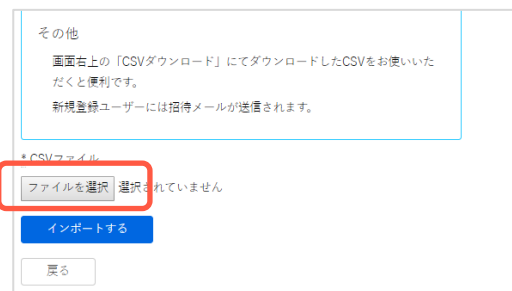 その他
画面右上の「CSVダウンロード」にてダウンロードしたCSVをお使いいた
だくと便利です。
新規登録ユーザーには招待メールが送信されます。
* CSVファイル
ファイルを選択 選択されていません
インポートする
戻る